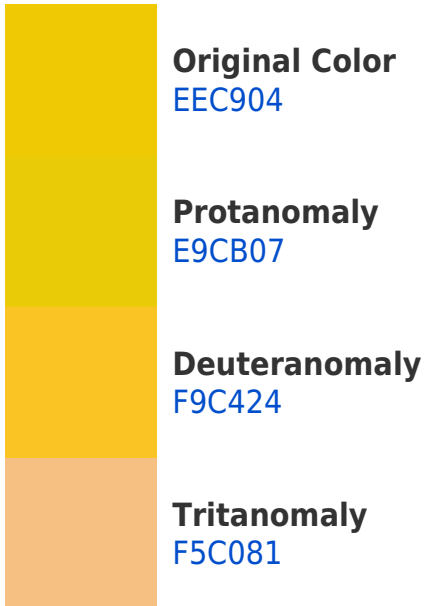 Original Color
EEC904
Protanomaly
E9CB07
Deuteranomaly
F9C424
Tritanomaly
F5C081